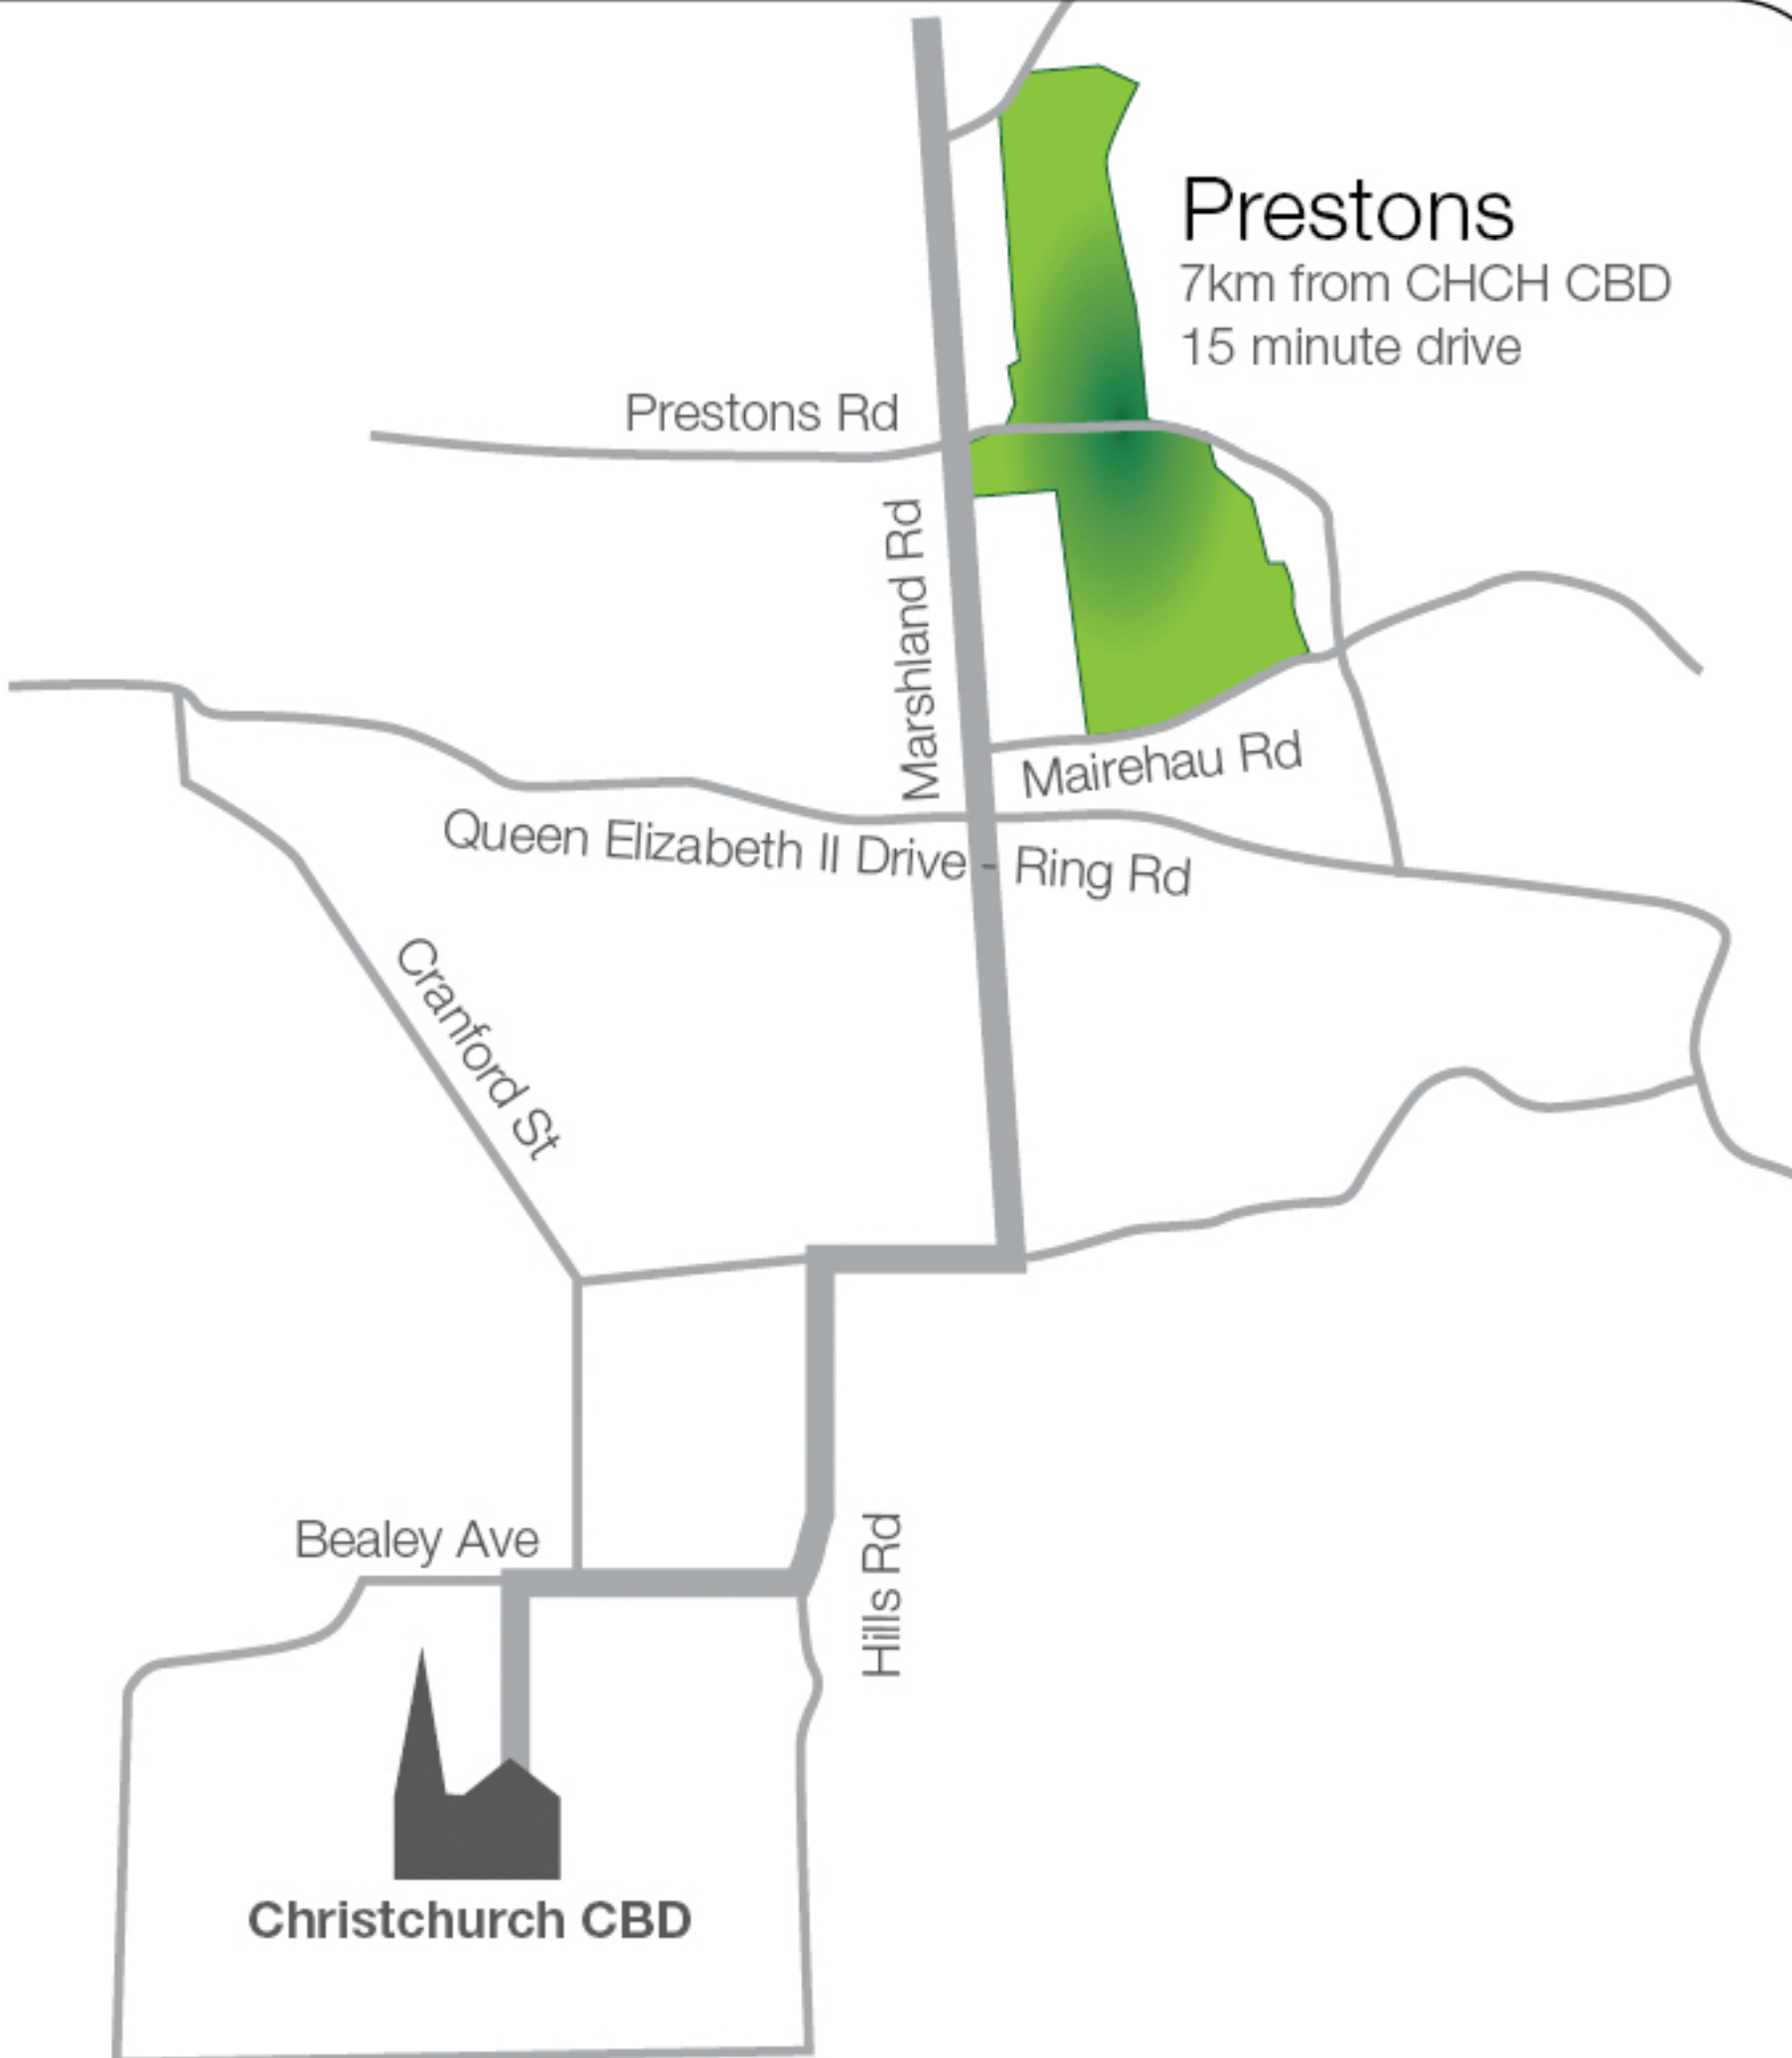 Prestons
7km from CHCH CBD
15 minute drive
Prestons Rd
Marshland Rd
Mairehau Rd
Queen Elizabeth II Drive - Ring Rd
Cranford St
Bealey Ave
Hills Rd
Christchurch CBD